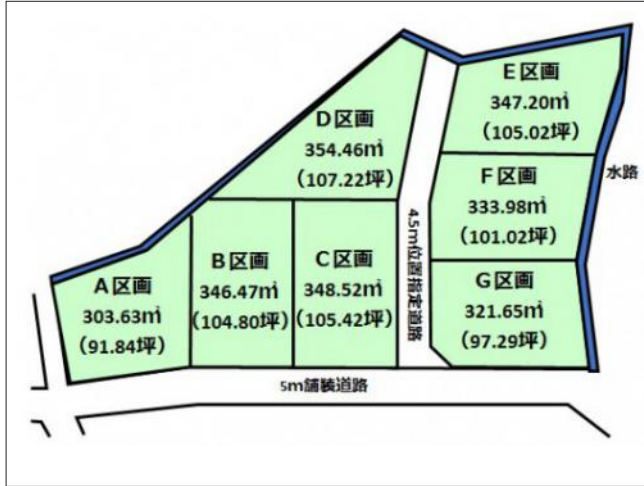 A区画
303.63㎡
(91.84坪)
B区画
346.47㎡
(104.80坪)
C区画
348.52㎡
(105.42坪)
D区画
354.46㎡
(107.22坪)
4.5m位置指定道路
E区画
347.20㎡
(105.02坪)
F区画
333.98㎡
(101.02坪)
G区画
321.65㎡
(97.29坪)
水路
5m舗装道路